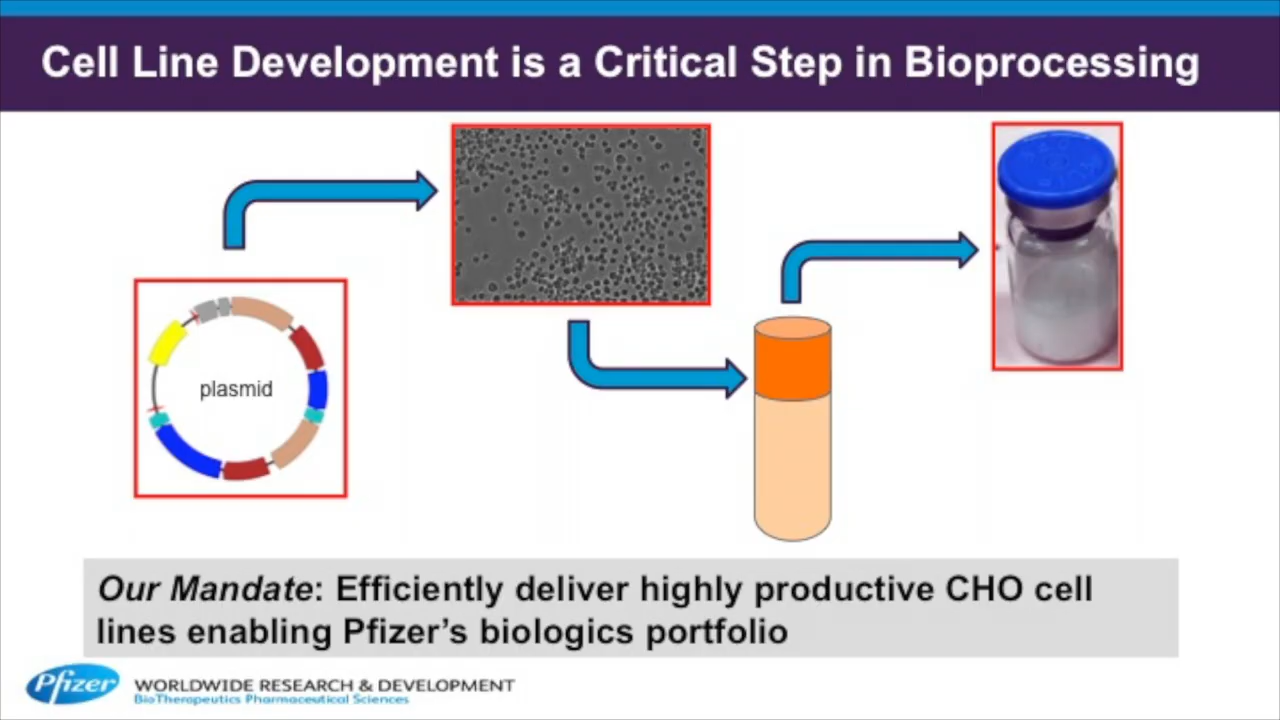 Cell Line Development is a Critical Step in Bioprocessing
plasmid
Our Mandate: Efficiently deliver highly productive CHO cell
lines enabling Pfizer's biologics portfolio
Pfizer
WORLDWIDE RESEARCH & DEVELOPMENT
BioTherapeutics Pharmaceutical Sciences